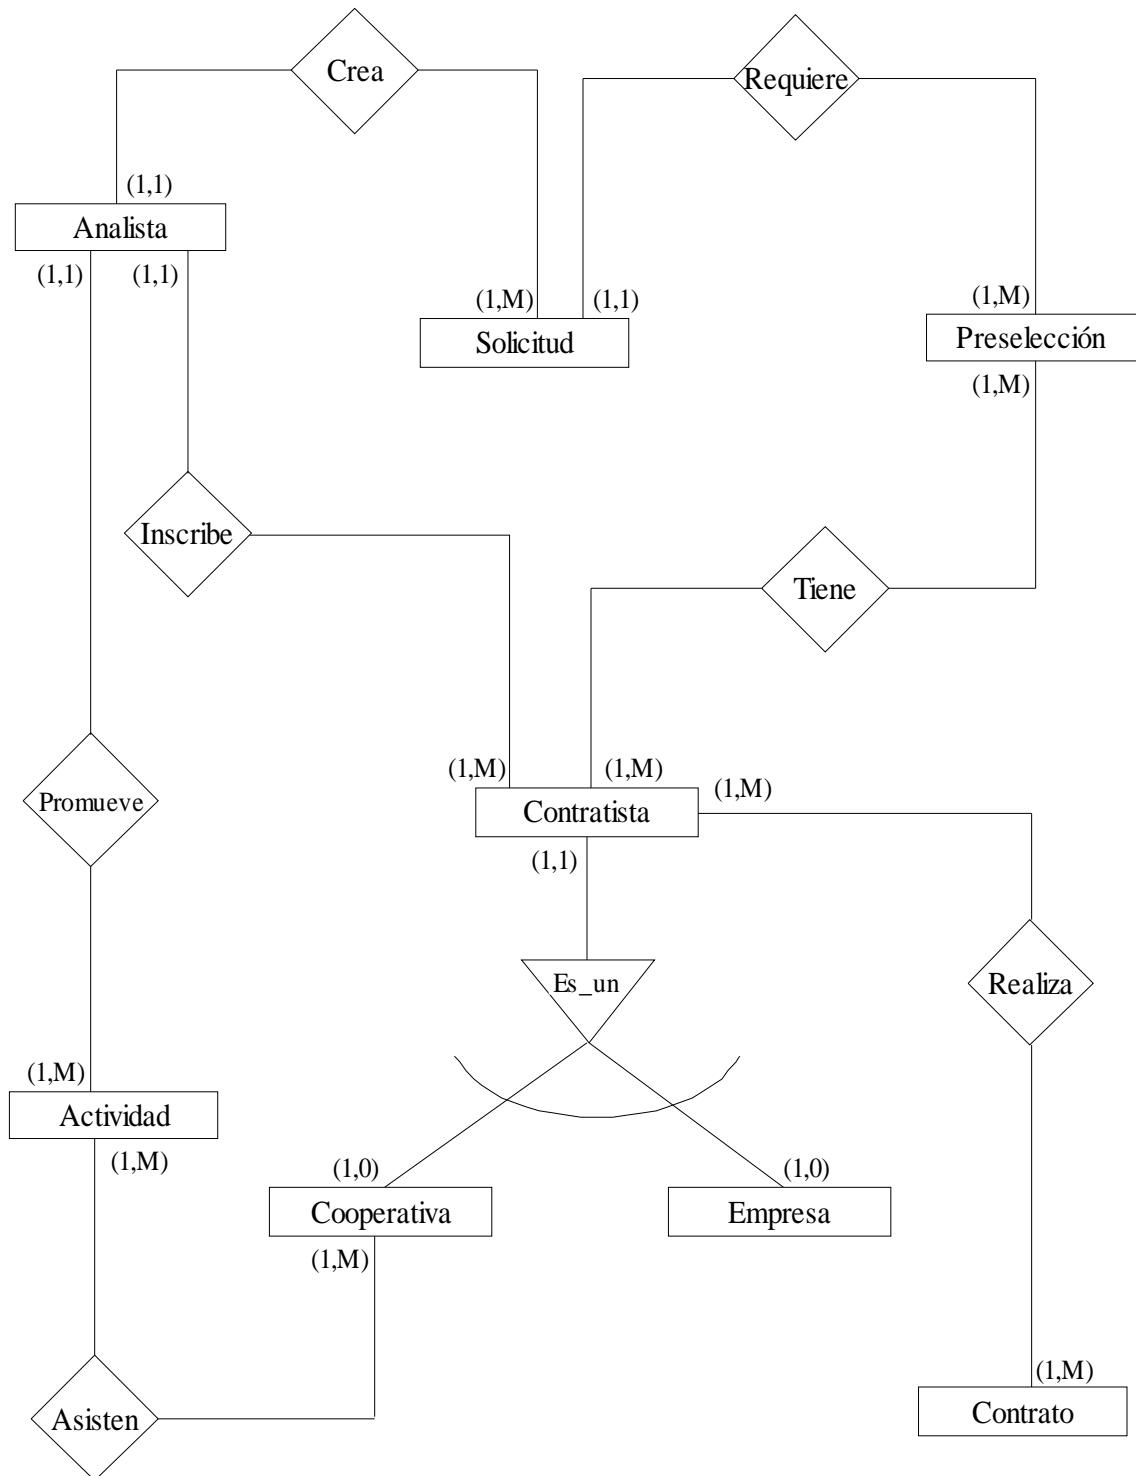 Crea
Requiere
(1,1)
Analista
(1,1)
(1,1)
(1,M)
(1,1)
Solicitud
(1,M)
Preselección
(1,M)
Inscribe
Tiene
(1,M)
(1,M)
(1,M)
Promueve
Contratista
(1,1)
Es_un
Realiza
(1,M)
Actividad
(1,M)
(1,0)
(1,0)
Cooperativa
Empresa
(1,M)
(1,M)
Contrato
Asisten